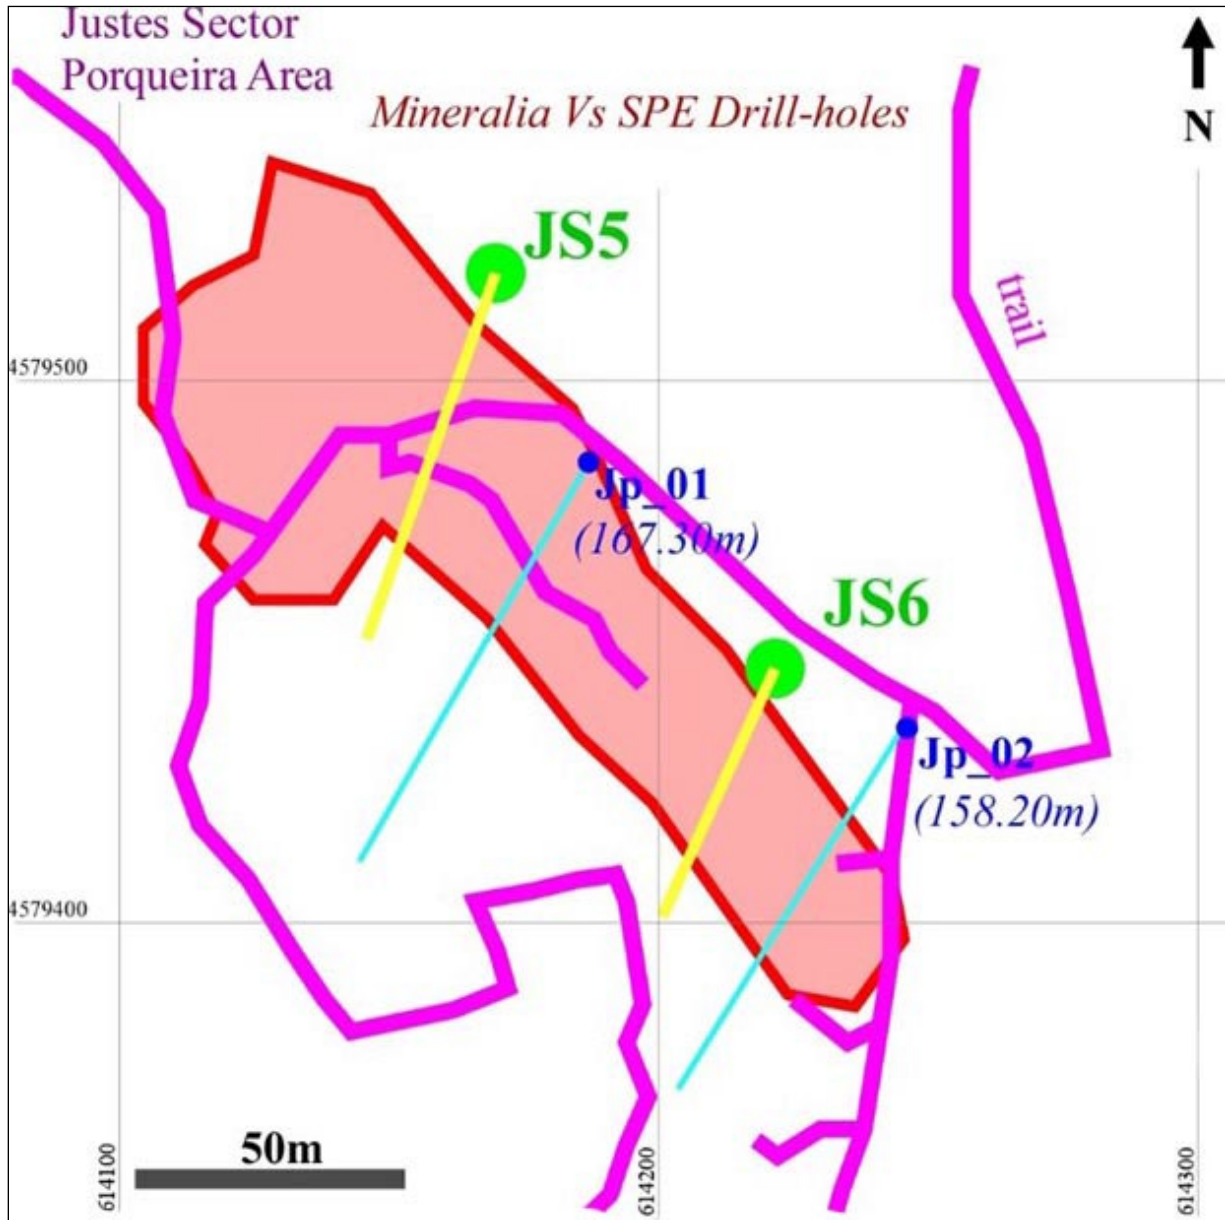 Justes Sector
Porqueira Area
Mineralia Vs SPE Drill-holes
N
JS5
trail
4579500
Jp_01
(167.30m)
JS6
Jp_02
(158.20m)
4579400
50m
614100
614200
614300